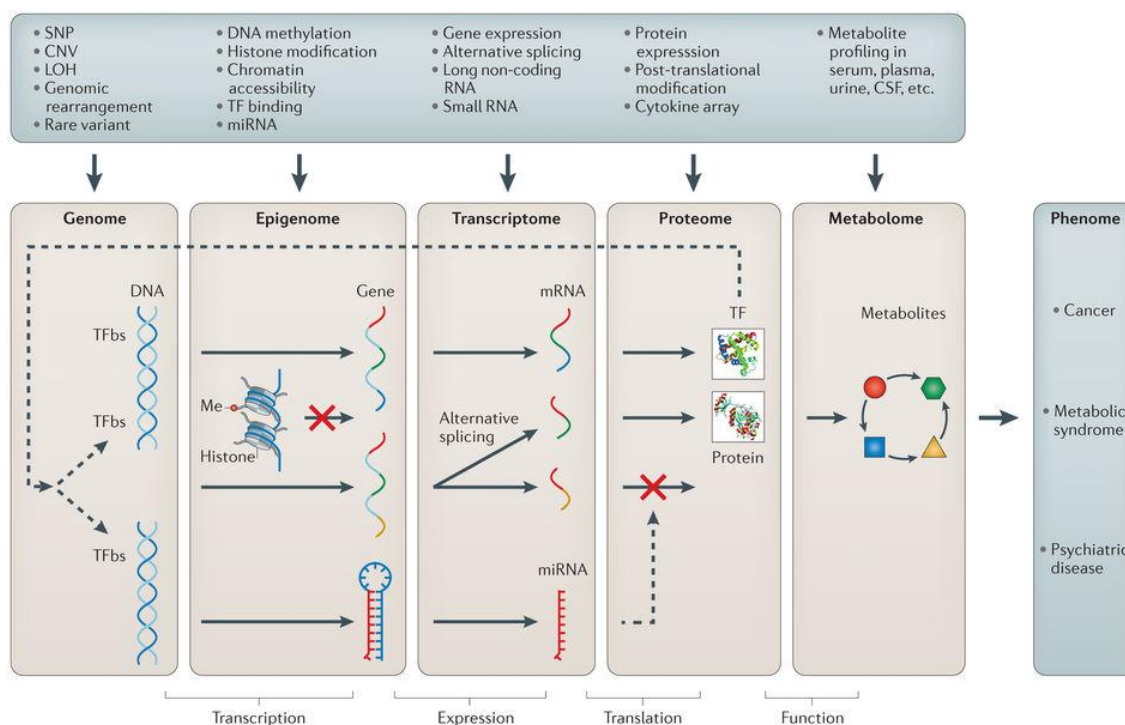 • SNP
• CNV
• LOH
• Genomic
rearrangement
• Rare variant
• DNA methylation
• Histone modification
• Chromatin
accessibility
• TF binding
• miRNA
• Gene expression
• Alternative splicing
• Long non-coding
RNA
• Small RNA
• Protein
expresssion
• Post-translational
modification
• Cytokine array
• Metabolite
profiling in
serum, plasma,
urine, CSF, etc.
Genome
Epigenome
Transcriptome
Proteome
Metabolome
Phenome
DNA
TFbs
TFbs
TFbs
Gene
Me
Histone
mRNA
Alternative
splicing
miRNA
TF
Protein
Metabolites
• Cancer
• Metabolic
syndrome
• Psychiatric
disease
Transcription
Expression
Translation
Function